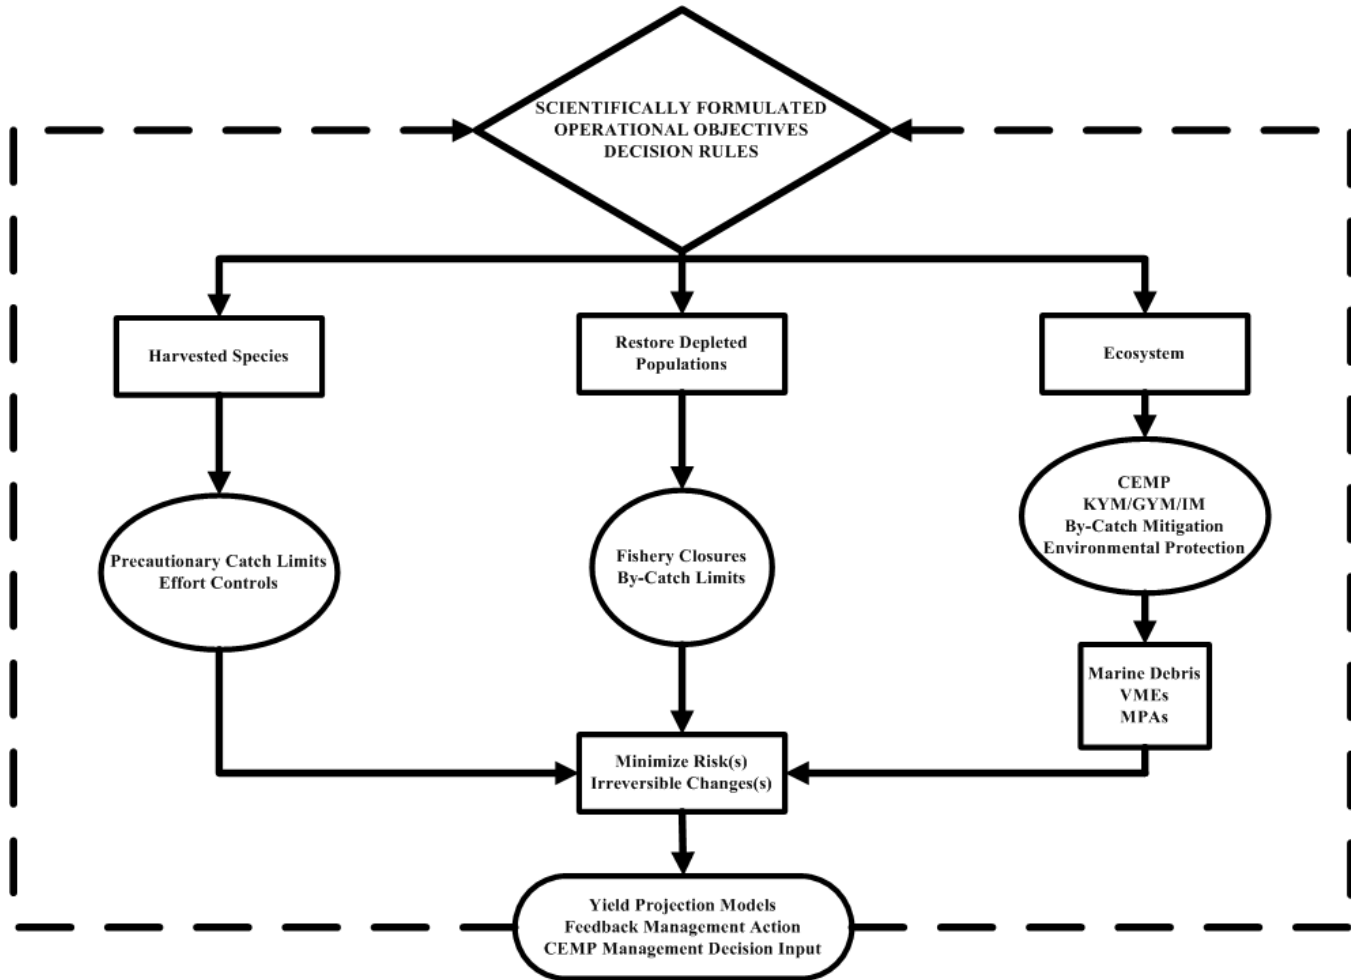 SCIENTIFICALLY FORMULATED
OPERATIONAL OBJECTIVES
DECISION RULES
Harvested Species
Restore Depleted
Populations
Ecosystem
Precautionary Catch Limits
Effort Controls
Fishery Closures
By-Catch Limits
CEMP
KYM/GYM/IM
By-Catch Mitigation
Environmental Protection
Marine Debris
VMEs
MPAs
Minimize Risk(s)
Irreversible Changes(s)
Yield Projection Models
Feedback Management Action
CEMP Management Decision Input